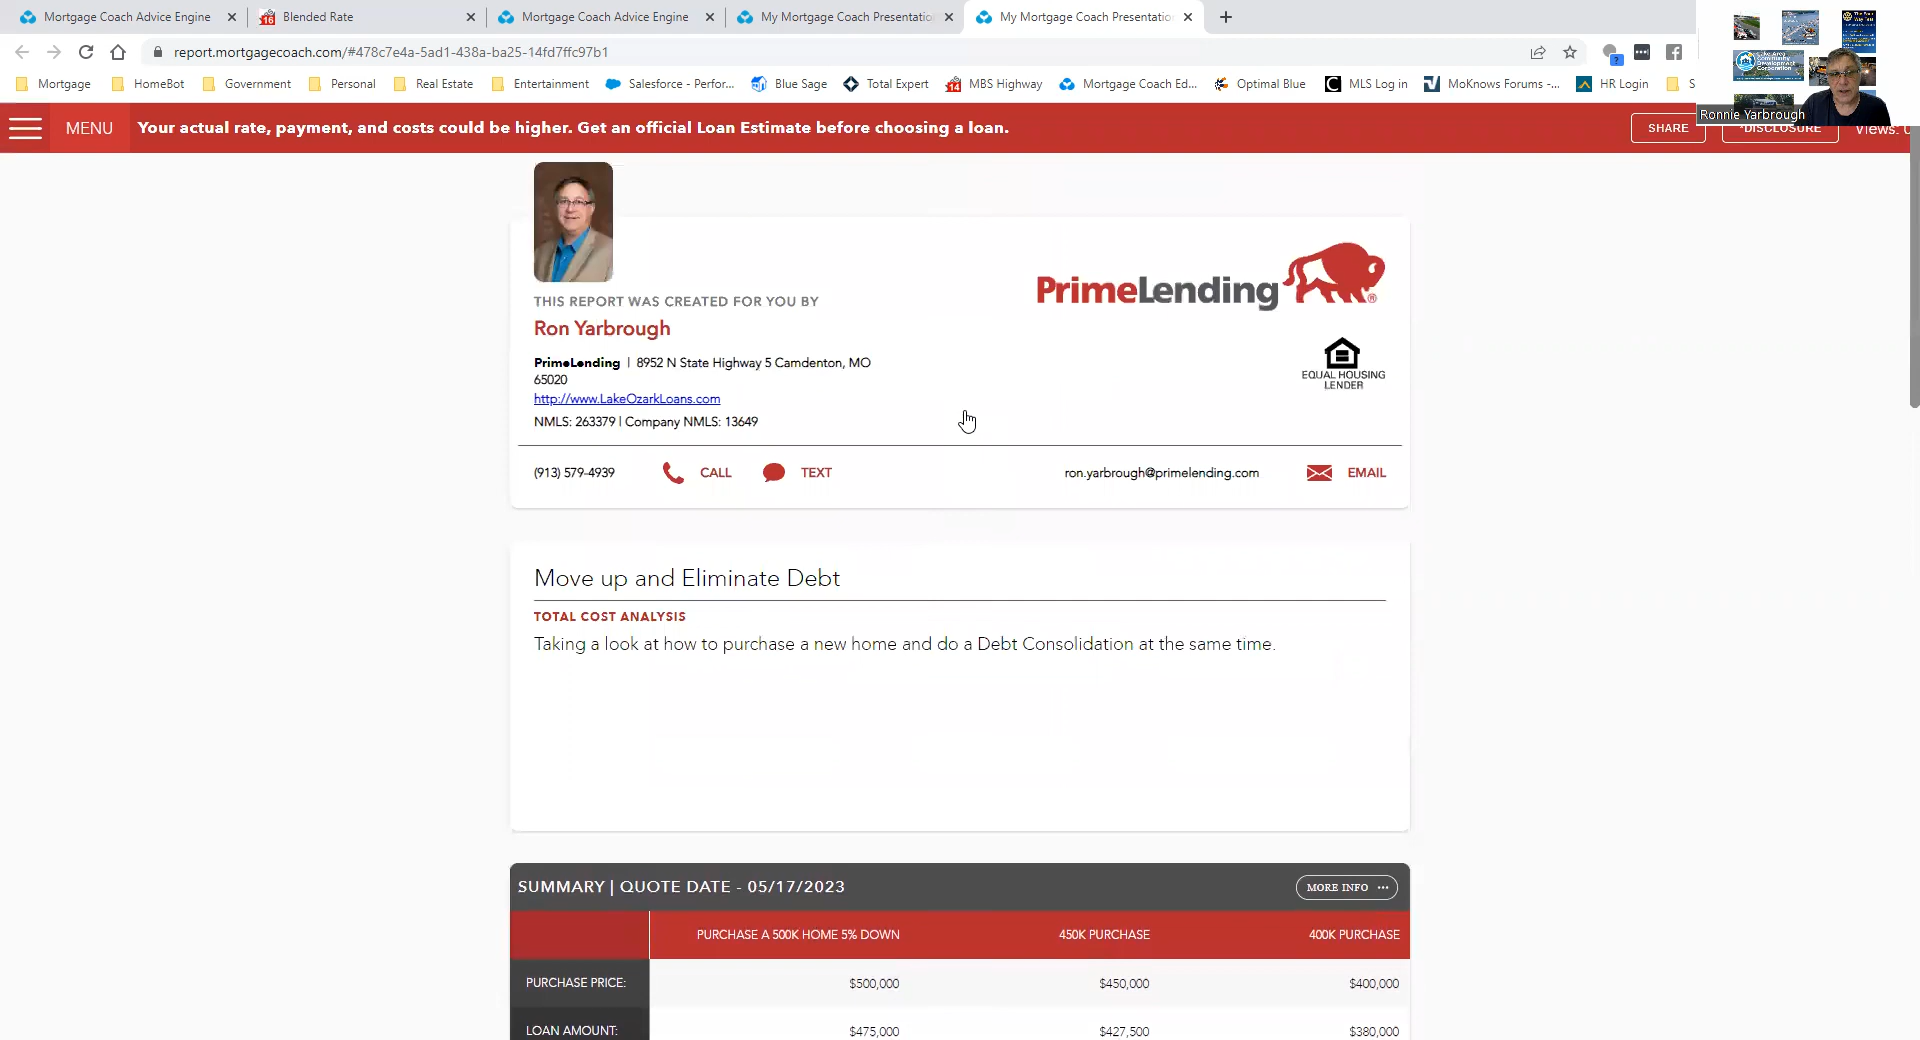 Mortgage Coach Advice Engine
Blended Rate
Mortgage Coach Advice Engine
My Mortgage Coach Presentatio
My Mortgage Coach Presentatio
report.mortgagecoach.com/#478c7e4a-5ad1-438a-ba25-14fd7ffc97b1
Mortgage HomeBot Government Personal Real Estate Entertainment Salesforce - Perfor... Blue Sage Total Expert MBS Highway Mortgage Coach Ed... Optimal Blue MLS Log in MoKnows Forums -... HR Login S
Ronnie Yarbrough
MENU Your actual rate, payment, and costs could be higher. Get an official Loan Estimate before choosing a loan. SHARE *DISCLOSURE Views: 0
PrimeLending
THIS REPORT WAS CREATED FOR YOU BY
Ron Yarbrough
PrimeLending | 8952 N State Highway 5 Camdenton, MO
65020
http://www.LakeOzarkLoans.com
NMLS: 263379 | Company NMLS: 13649
EQUAL HOUSING
LENDER
(913) 579-4939 CALL TEXT ron.yarbrough@primelending.com EMAIL
Move up and Eliminate Debt
TOTAL COST ANALYSIS
Taking a look at how to purchase a new home and do a Debt Consolidation at the same time.
SUMMARY | QUOTE DATE - 05/17/2023 MORE INFO ...
PURCHASE A 500K HOME 5% DOWN 450K PURCHASE 400K PURCHASE
PURCHASE PRICE: $500,000 $450,000 $400,000
LOAN AMOUNT: $475,000 $427,500 $380,000